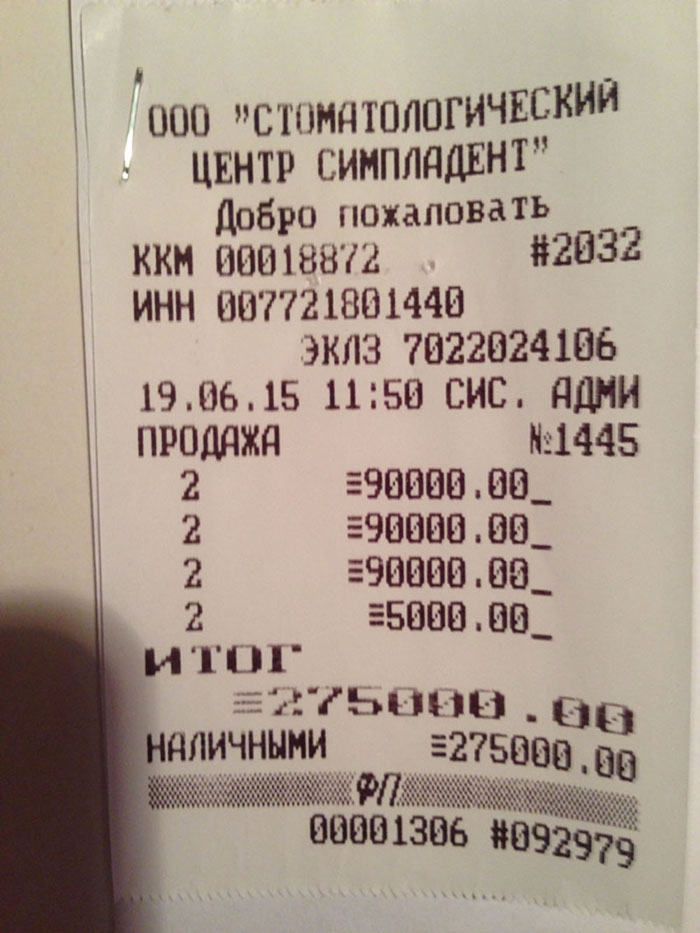 ООО "СТОМАТОЛОГИЧЕСКИЙ
ЦЕНТР СИМПЛАДЕНТ"
Добро пожаловать
ККМ 00018872 #2032
ИНН 007721801440
ЭКЛЗ 7022024106
19.06.15 11:50 СИС. АДМИ
ПРОДАЖА №1445
2 ≡90000.00_
2 ≡90000.00_
2 ≡90000.00_
2 ≡5000.00_
ИТОГ
≡275000.00
НАЛИЧНЫМИ ≡275000.00
ФП
00001306 #092979